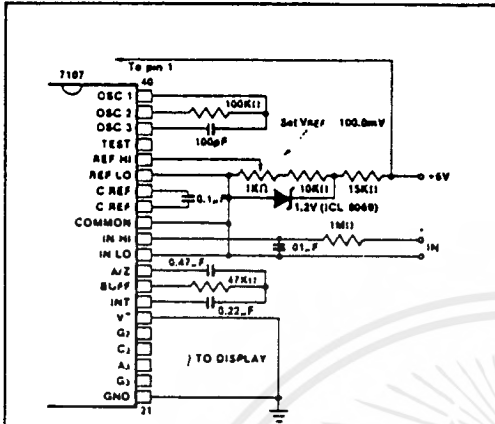 To pin 1
7107
40
OSC 1
OSC 2
OSC 3
TEST
REF HI
REF LO
C REF
C REF
COMMON
IN HI
IN LO
A/Z
BUFF
INT
V-
G2
C3
A3
G3
GND
21
100KΩ
100pF
Set VREF 100.0mV
+5V
1KΩ
10KΩ
15KΩ
1.2V (ICL 8069)
0.1µF
1MΩ
+
IN
.01µF
-
0.47µF
47KΩ
0.22µF
} TO DISPLAY